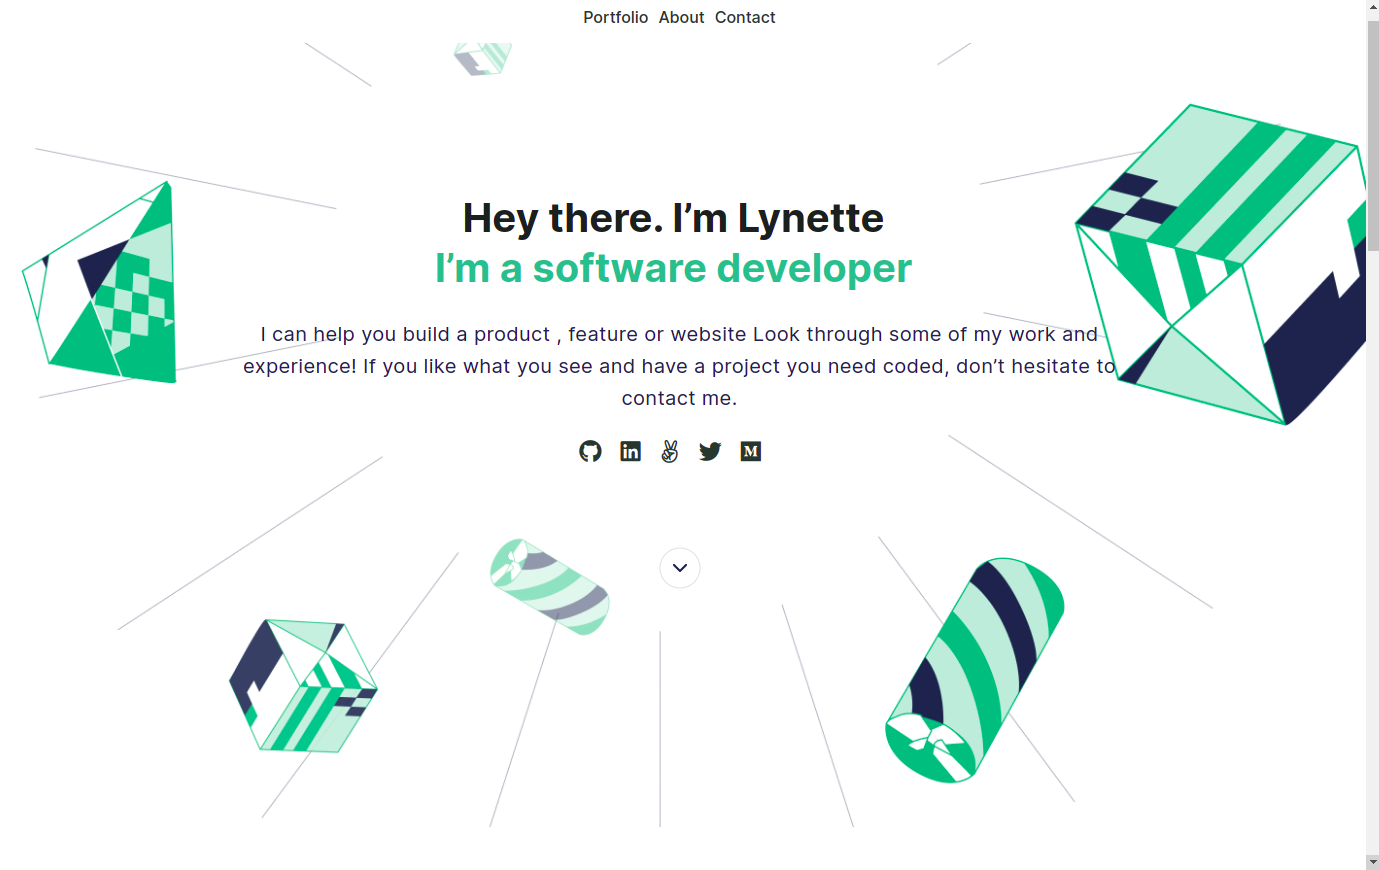 Portfolio About Contact
Hey there. I’m Lynette
I’m a software developer
I can help you build a product , feature or website Look through some of my work and
experience! If you like what you see and have a project you need coded, don’t hesitate to
contact me.
in
M